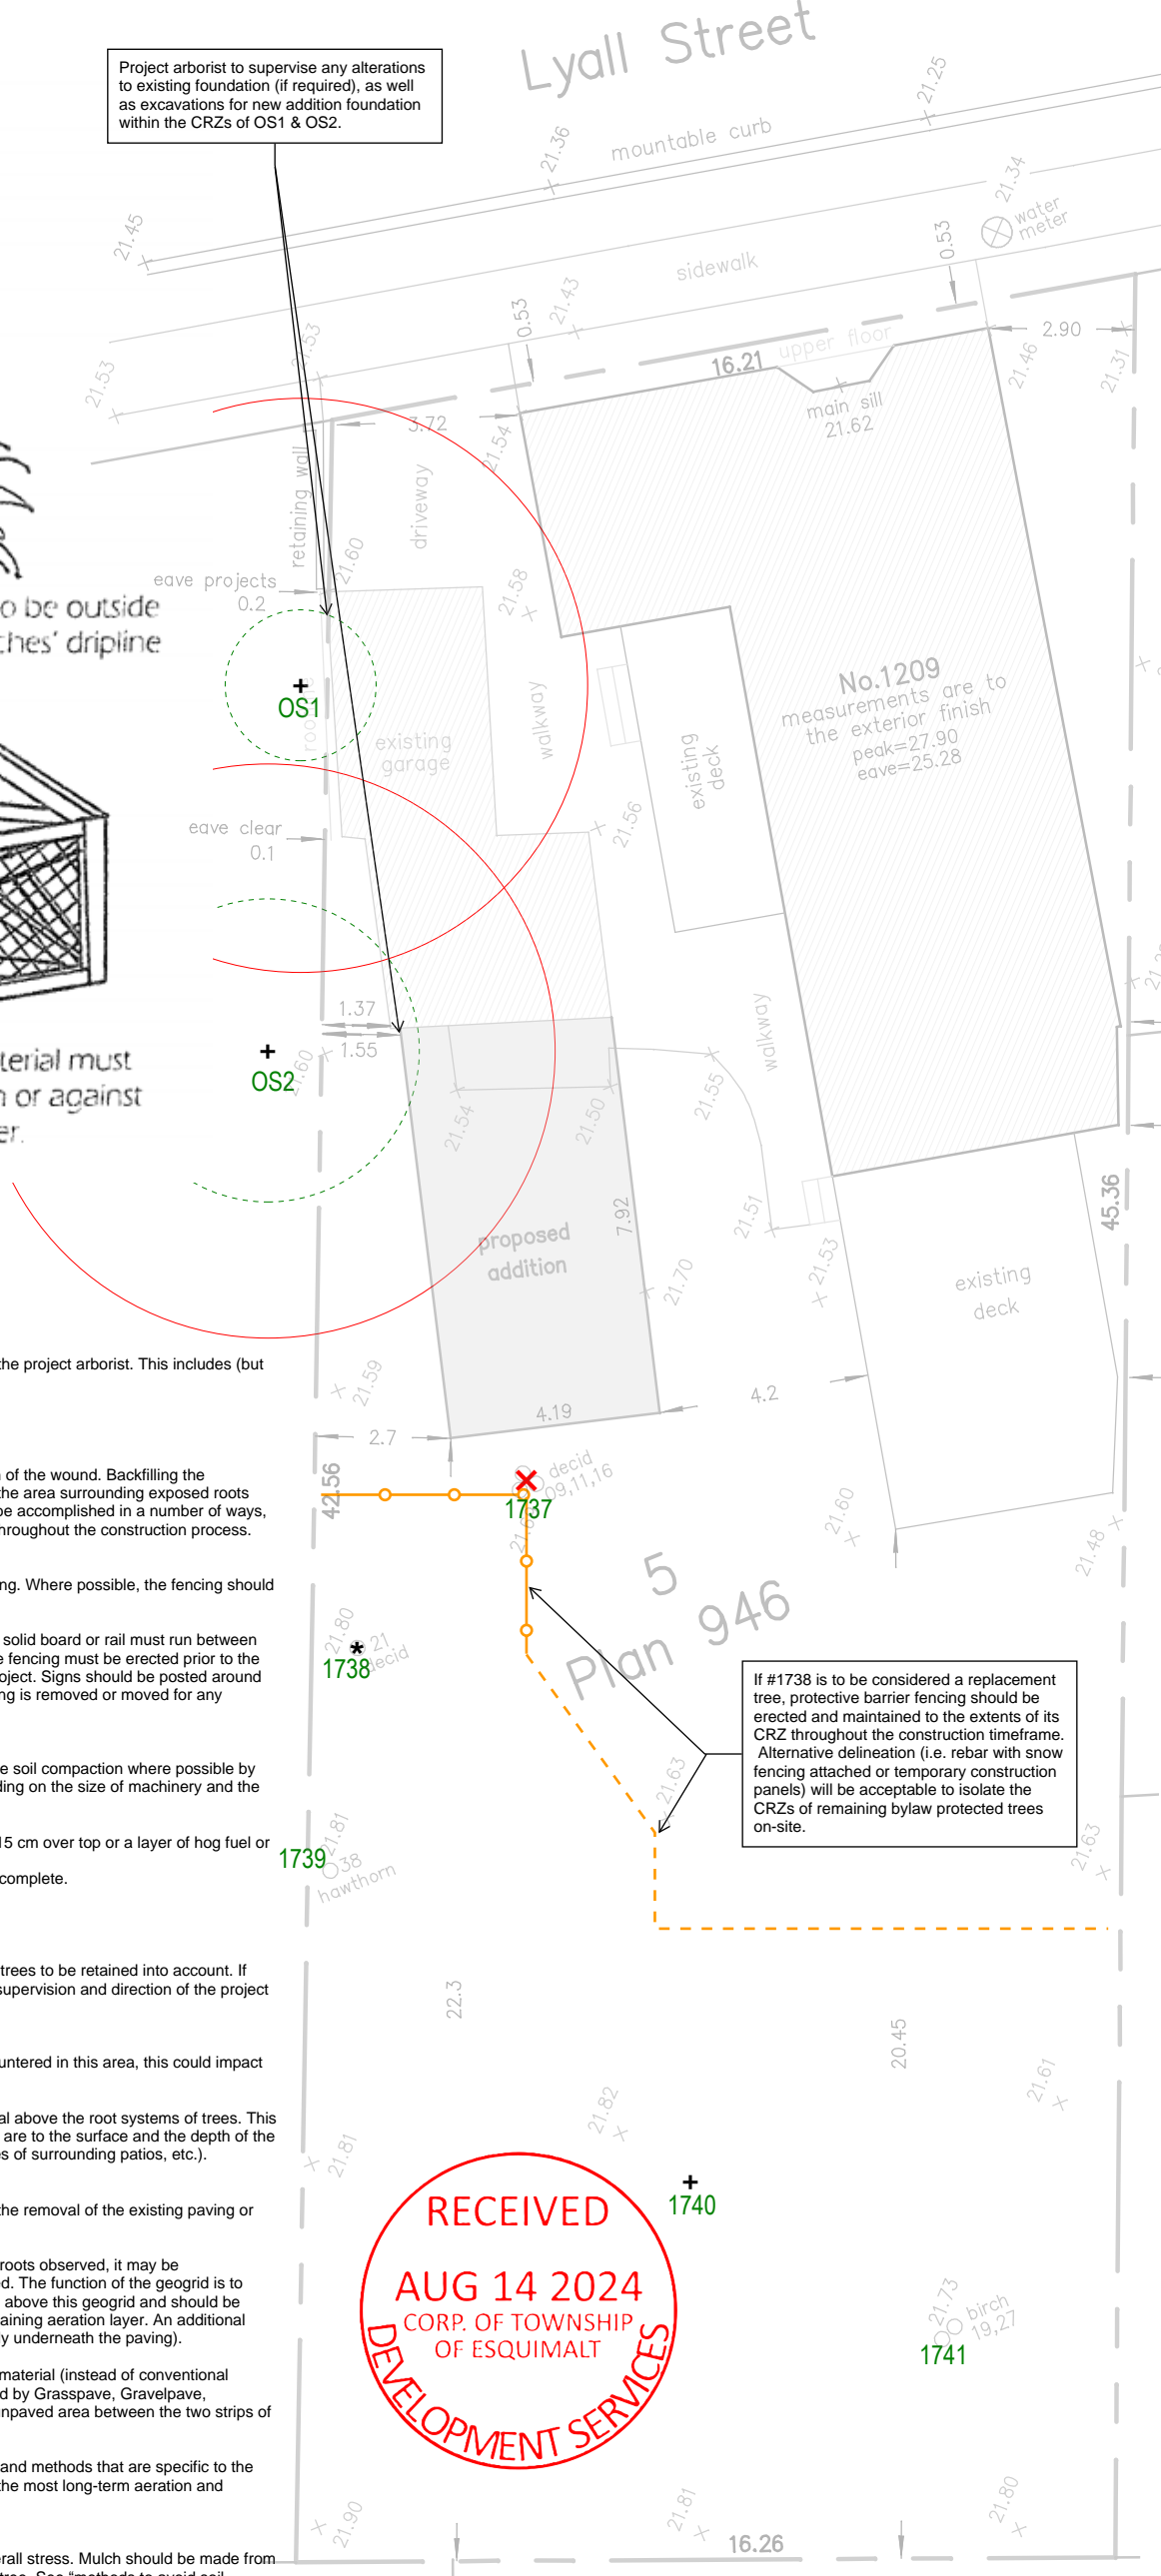 Lyall Street
Project arborist to supervise any alterations
to existing foundation (if required), as well
as excavations for new addition foundation
within the CRZs of OS1 & OS2.
21.25
21.36
mountable curb
21.45
21.34
water
meter
0.53
sidewalk
21.43
0.53
21.53
21.53
16.21
upper floor
2.90
21.46
21.31
main sill
21.62
3.72
21.54
retaining wall
driveway
21.60
21.58
eave projects
0.2
o be outside
ches' dripline
OS1
existing
garage
walkway
existing
deck
No.1209
measurements are to
the exterior finish
peak=27.90
eave=25.28
21.56
eave clear
0.1
1.37
1.55
walkway
terial must
n or against
er.
OS2
21.60
21.54
21.50
21.55
21.51
21.53
7.92
45.36
proposed
addition
21.70
existing
deck
21.59
4.19
4.2
2.7
the project arborist. This includes (but
42.56
decid
09,11,16
1737
n of the wound. Backfilling the
the area surrounding exposed roots
be accomplished in a number of ways,
hroughout the construction process.
21.60
21.48
ng. Where possible, the fencing should
5
Plan 946
21.80
21
decid
1738
solid board or rail must run between
e fencing must be erected prior to the
oject. Signs should be posted around
ng is removed or moved for any
If #1738 is to be considered a replacement
tree, protective barrier fencing should be
erected and maintained to the extents of its
CRZ throughout the construction timeframe.
Alternative delineation (i.e. rebar with snow
fencing attached or temporary construction
panels) will be acceptable to isolate the
CRZs of remaining bylaw protected trees
on-site.
21.63
e soil compaction where possible by
ding on the size of machinery and the
21.81
1739
38
hawthorn
21.63
15 cm over top or a layer of hog fuel or
complete.
trees to be retained into account. If
supervision and direction of the project
22.3
20.45
untered in this area, this could impact
21.61
21.82
al above the root systems of trees. This
are to the surface and the depth of the
es of surrounding patios, etc.).
21.81
1740
the removal of the existing paving or
RECEIVED
AUG 14 2024
CORP. OF TOWNSHIP
OF ESQUIMALT
DEVELOPMENT SERVICES
roots observed, it may be
ed. The function of the geogrid is to
above this geogrid and should be
taining aeration layer. An additional
ly underneath the paving).
21.73
birch
19,27
1741
material (instead of conventional
d by Grasspave, Gravelpave,
unpaved area between the two strips of
and methods that are specific to the
the most long-term aeration and
21.90
21.81
21.80
16.26
erall stress. Mulch should be made from